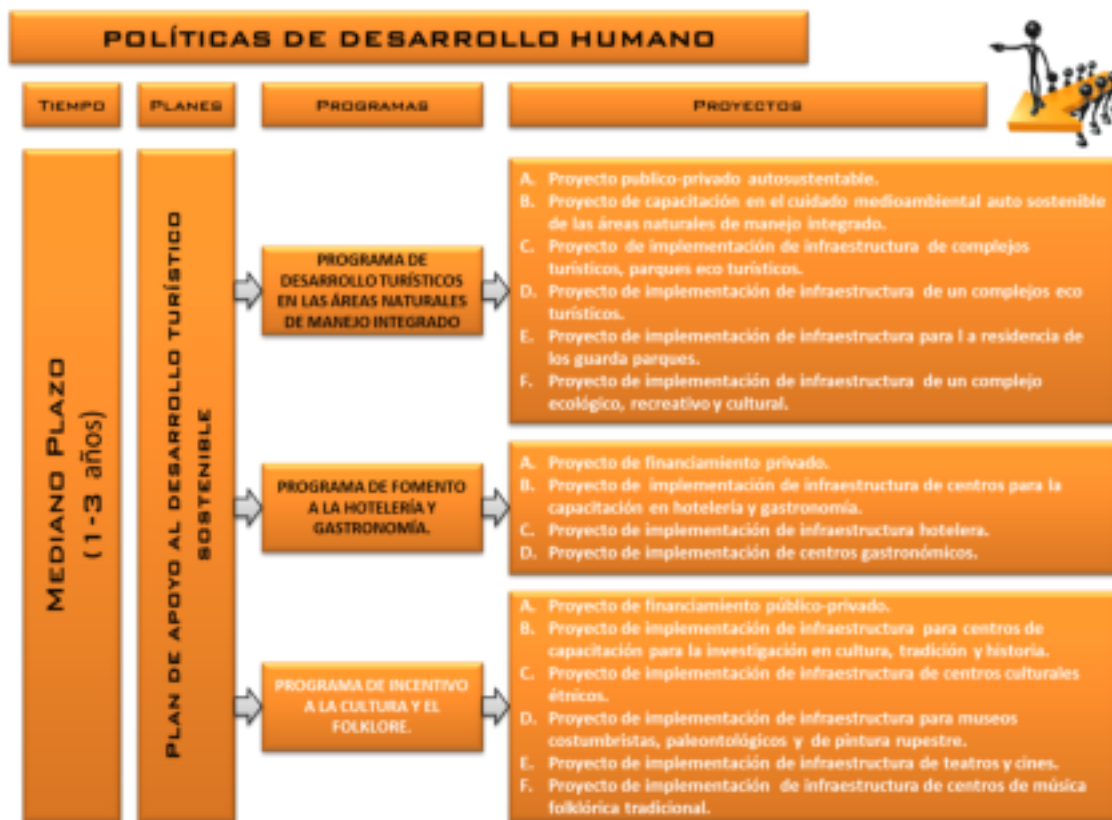 POLÍTICAS DE DESARROLLO HUMANO
TIEMPO
PLANES
PROGRAMAS
PROYECTOS
MEDIANO PLAZO
(1-3 años)
PLAN DE APOYO AL DESARROLLO TURÍSTICO
SOSTENIBLE
PROGRAMA DE
DESARROLLO TURÍSTICOS
EN LAS ÁREAS NATURALES
DE MANEJO INTEGRADO
A. Proyecto publico-privado autosustentable.
B. Proyecto de capacitación en el cuidado medioambiental auto sostenible
de las áreas naturales de manejo integrado.
C. Proyecto de implementación de infraestructura de complejos
turísticos, parques eco turísticos.
D. Proyecto de implementación de infraestructura de un complejos eco
turísticos.
E. Proyecto de implementación de infraestructura para l a residencia de
los guarda parques.
F. Proyecto de implementación de infraestructura de un complejo
ecológico, recreativo y cultural.
PROGRAMA DE FOMENTO
A LA HOTELERÍA Y
GASTRONOMÍA.
A. Proyecto de financiamiento privado.
B. Proyecto de implementación de infraestructura de centros para la
capacitación en hotelería y gastronomía.
C. Proyecto de implementación de infraestructura hotelera.
D. Proyecto de implementación de centros gastronómicos.
PROGRAMA DE INCENTIVO
A LA CULTURA Y EL
FOLKLORE.
A. Proyecto de financiamiento público-privado.
B. Proyecto de implementación de infraestructura para centros de
capacitación para la investigación en cultura, tradición y historia.
C. Proyecto de implementación de infraestructura de centros culturales
étnicos.
D. Proyecto de implementación de infraestructura para museos
costumbristas, paleontológicos y de pintura rupestre.
E. Proyecto de implementación de infraestructura de teatros y cines.
F. Proyecto de implementación de infraestructura de centros de música
folklórica tradicional.